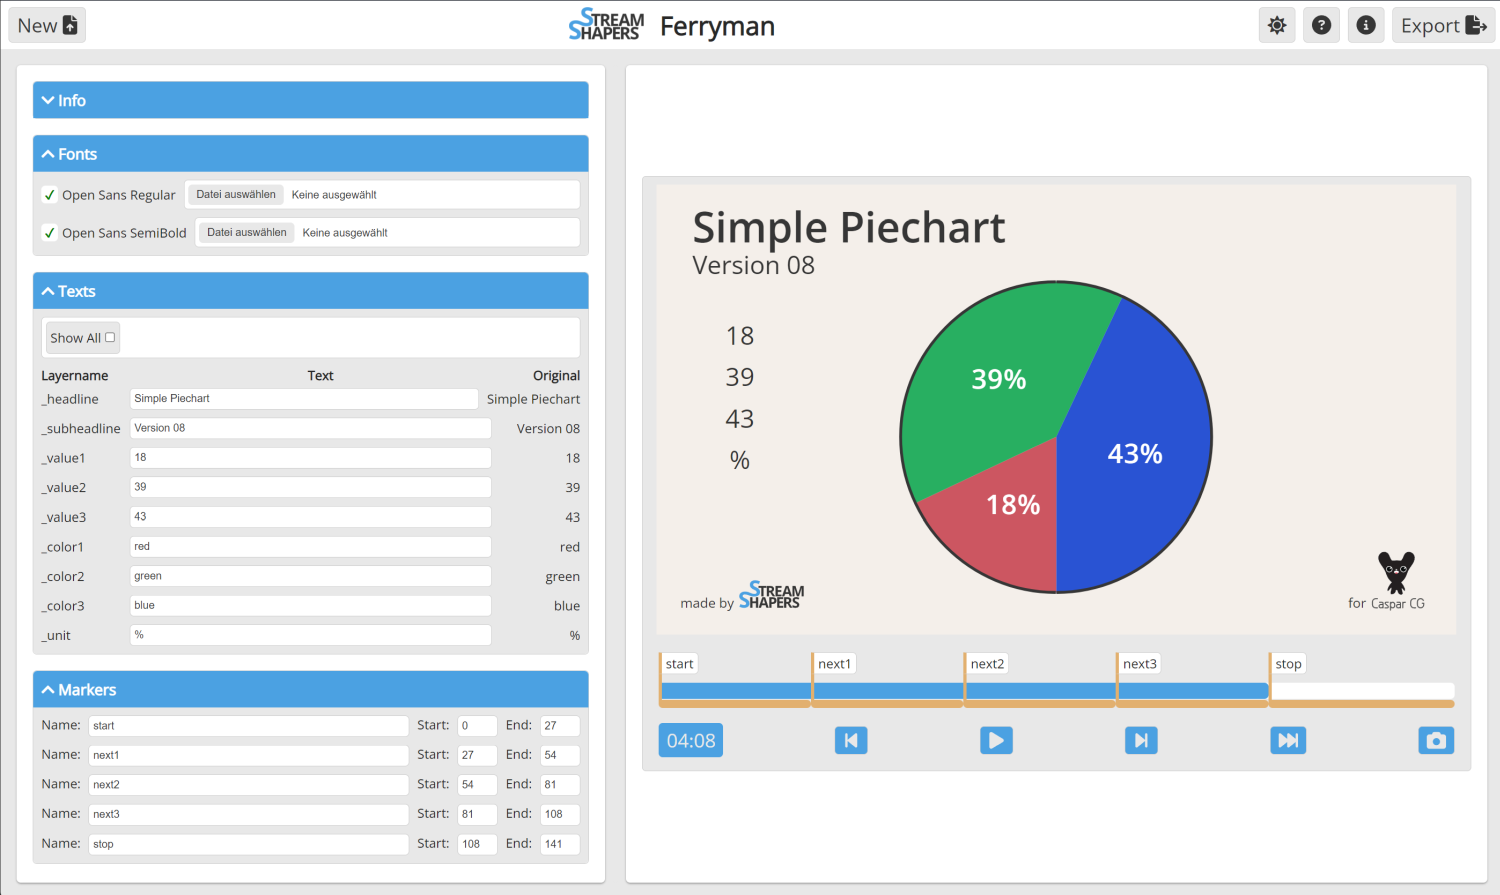 New
STREAM
SHAPERS
Ferryman
Export
Info
Fonts
Open Sans Regular Datei auswählen Keine ausgewählt
Open Sans SemiBold Datei auswählen Keine ausgewählt
Texts
Show All
Layername Text Original
_headline Simple Piechart Simple Piechart
_subheadline Version 08 Version 08
_value1 18 18
_value2 39 39
_value3 43 43
_color1 red red
_color2 green green
_color3 blue blue
_unit % %
Markers
Name: start Start: 0 End: 27
Name: next1 Start: 27 End: 54
Name: next2 Start: 54 End: 81
Name: next3 Start: 81 End: 108
Name: stop Start: 108 End: 141
Simple Piechart
Version 08
18
39
43
%
39%
43%
18%
made by STREAM
SHAPERS
for Caspar CG
start next1 next2 next3 stop
04:08